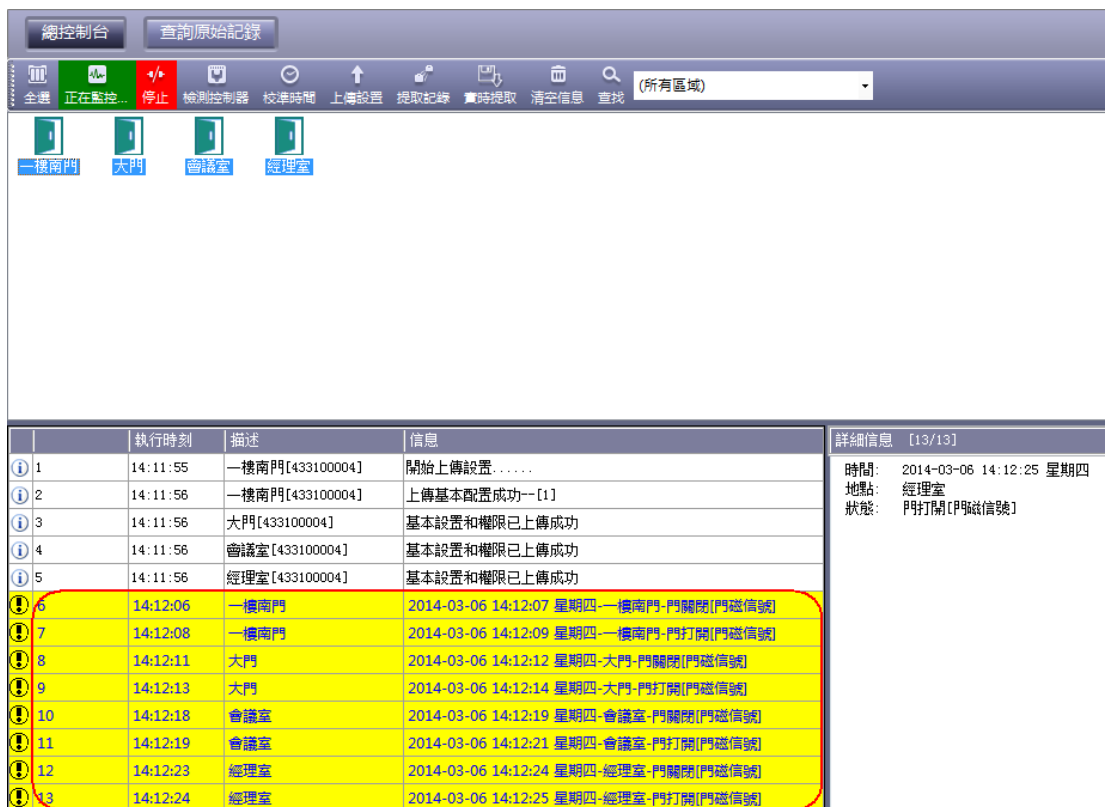 總控制台 查詢原始記錄
全選 正在監控... 停止 檢測控制器 校準時間 上傳設置 提取記錄 實時提取 清空信息 查找 (所有區域)
一樓南門 大門 會議室 經理室
執行時刻 描述 信息
1 14:11:55 一樓南門[433100004] 開始上傳設置......
2 14:11:56 一樓南門[433100004] 上傳基本配置成功--[1]
3 14:11:56 大門[433100004] 基本設置和權限已上傳成功
4 14:11:56 會議室[433100004] 基本設置和權限已上傳成功
5 14:11:56 經理室[433100004] 基本設置和權限已上傳成功
6 14:12:06 一樓南門 2014-03-06 14:12:07 星期四-一樓南門-門關閉[門磁信號]
7 14:12:08 一樓南門 2014-03-06 14:12:09 星期四-一樓南門-門打開[門磁信號]
8 14:12:11 大門 2014-03-06 14:12:12 星期四-大門-門關閉[門磁信號]
9 14:12:13 大門 2014-03-06 14:12:14 星期四-大門-門打開[門磁信號]
10 14:12:18 會議室 2014-03-06 14:12:19 星期四-會議室-門關閉[門磁信號]
11 14:12:19 會議室 2014-03-06 14:12:21 星期四-會議室-門打開[門磁信號]
12 14:12:23 經理室 2014-03-06 14:12:24 星期四-經理室-門關閉[門磁信號]
13 14:12:24 經理室 2014-03-06 14:12:25 星期四-經理室-門打開[門磁信號]
詳細信息 [13/13]
時間: 2014-03-06 14:12:25 星期四
地點: 經理室
狀態: 門打開[門磁信號]